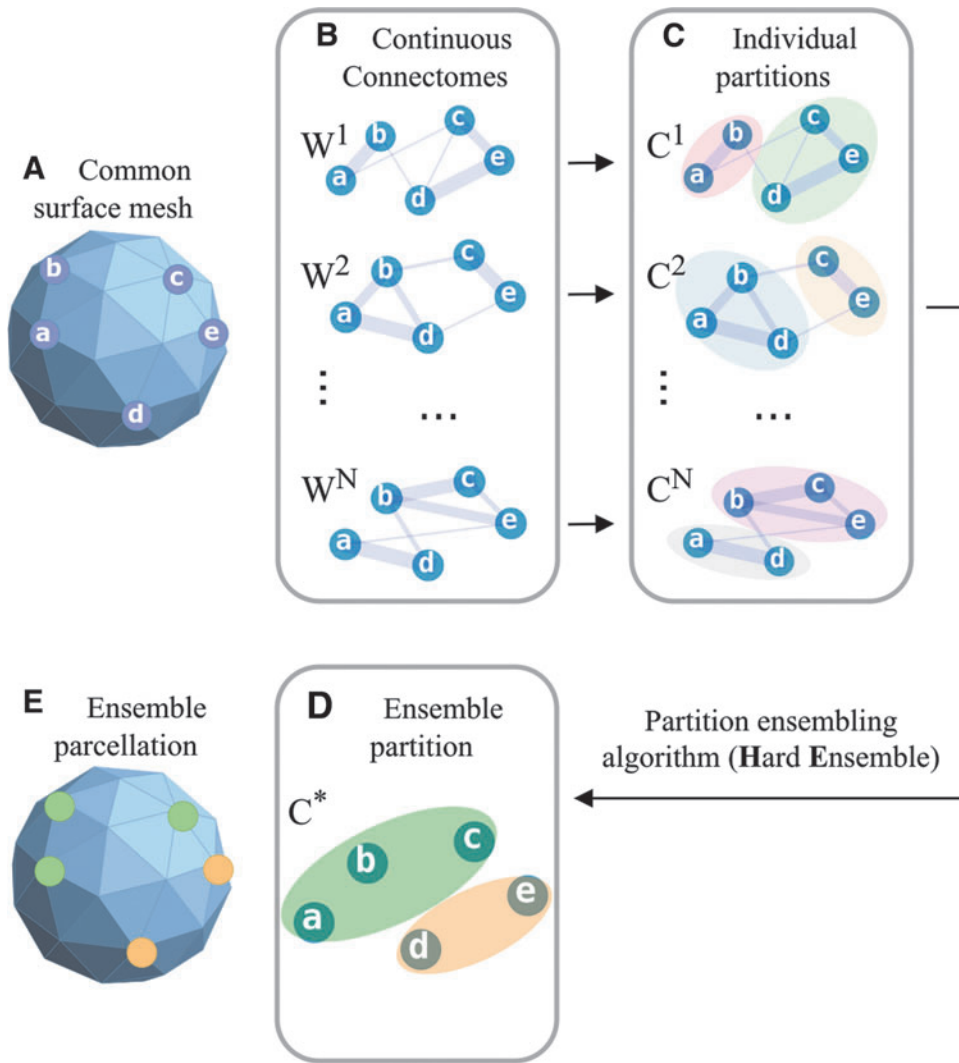 A Common
surface mesh
b
c
a
e
d
B Continuous
Connectomes
W¹
b
c
a
e
d
W²
b
c
a
e
d
⋮
...
Wᴺ
b
c
a
e
d
C Individual
partitions
C¹
b
c
a
e
d
C²
b
c
a
e
d
⋮
...
Cᴺ
b
c
a
e
d
Partition ensembling
algorithm (Hard Ensemble)
D Ensemble
partition
C*
b
c
a
e
d
E Ensemble
parcellation